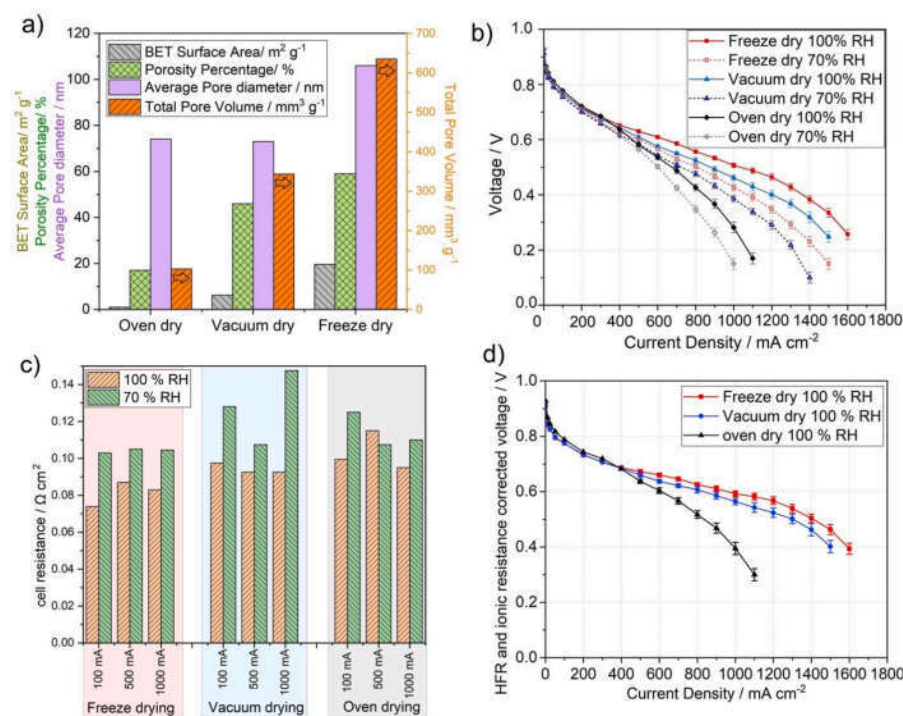 a)
BET Surface Area/ m² g⁻¹
Porosity Percentage/ %
Average Pore diameter/ nm
Total Pore Volume/ mm³ g⁻¹
BET Surface Area/ m² g⁻¹
Porosity Percentage/ %
Average Pore diameter / nm
120
100
80
60
40
20
0
700
600
500
400
300
200
100
0
Total Pore Volume / mm³ g⁻¹
Oven dry
Vacuum dry
Freeze dry
b)
Freeze dry 100% RH
Freeze dry 70% RH
Vacuum dry 100% RH
Vacuum dry 70% RH
Oven dry 100% RH
Oven dry 70% RH
Voltage / V
1.0
0.8
0.6
0.4
0.2
0.0
0 200 400 600 800 1000 1200 1400 1600 1800
Current Density / mA cm⁻²
c)
100 % RH
70 % RH
cell resistance / Ω cm²
0.14
0.12
0.10
0.08
0.06
0.04
0.02
0.00
100 mA
500 mA
1000 mA
100 mA
500 mA
1000 mA
100 mA
500 mA
1000 mA
Freeze drying
Vacuum drying
Oven drying
d)
Freeze dry 100 % RH
Vacuum dry 100 % RH
oven dry 100 % RH
HFR and ionic resistance corrected voltage / V
1.0
0.8
0.6
0.4
0.2
0.0
0 200 400 600 800 1000 1200 1400 1600 1800
Current Density / mA cm⁻²